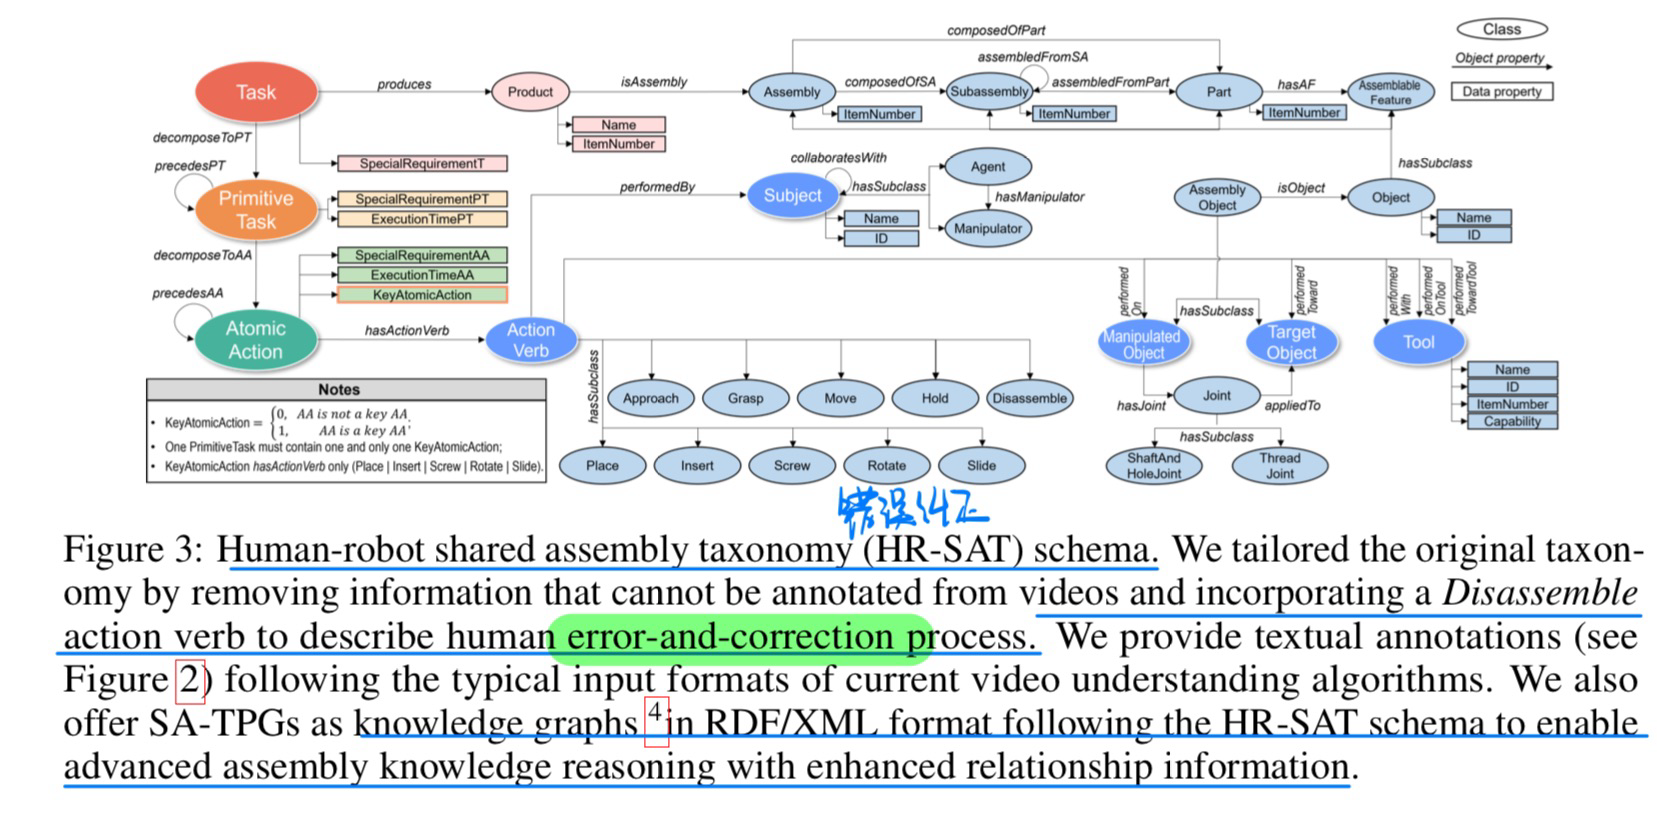 composedOfPart
Class
assembledFromSA
Object property
Task
produces
Product
isAssembly
Assembly
composedOfSA
Subassembly
assembledFromPart
Part
hasAF
Assemblable
Feature
Data property
Name
ItemNumber
ItemNumber
ItemNumber
ItemNumber
decomposeToPT
precedesPT
SpecialRequirementT
collaboratesWith
Agent
hasSubclass
Primitive
Task
SpecialRequirementPT
ExecutionTimePT
performedBy
Subject
hasSubclass
hasManipulator
Manipulator
Name
ID
Assembly
Object
isObject
Object
Name
ID
decomposeToAA
SpecialRequirementAA
ExecutionTimeAA
KeyAtomicAction
precedesAA
Atomic
Action
hasActionVerb
Action
Verb
performed
On
hasSubclass
performed
Toward
performed
With
performed
OnTool
performed
TowardTool
Manipulated
Object
Target
Object
Tool
Name
ID
ItemNumber
Capability
hasSubclass
Approach
Grasp
Move
Hold
Disassemble
hasJoint
Joint
appliedTo
hasSubclass
Place
Insert
Screw
Rotate
Slide
ShaftAnd
HoleJoint
Thread
Joint
Notes
• KeyAtomicAction = {0, AA is not a key AA
1, AA is a key AA'
• One PrimitiveTask must contain one and only one KeyAtomicAction;
• KeyAtomicAction hasActionVerb only (Place | Insert | Screw | Rotate | Slide).
错误纠正
Figure 3: Human-robot shared assembly taxonomy (HR-SAT) schema. We tailored the original taxon-
omy by removing information that cannot be annotated from videos and incorporating a Disassemble
action verb to describe human error-and-correction process. We provide textual annotations (see
Figure 2) following the typical input formats of current video understanding algorithms. We also
offer SA-TPGs as knowledge graphs 4 in RDF/XML format following the HR-SAT schema to enable
advanced assembly knowledge reasoning with enhanced relationship information.